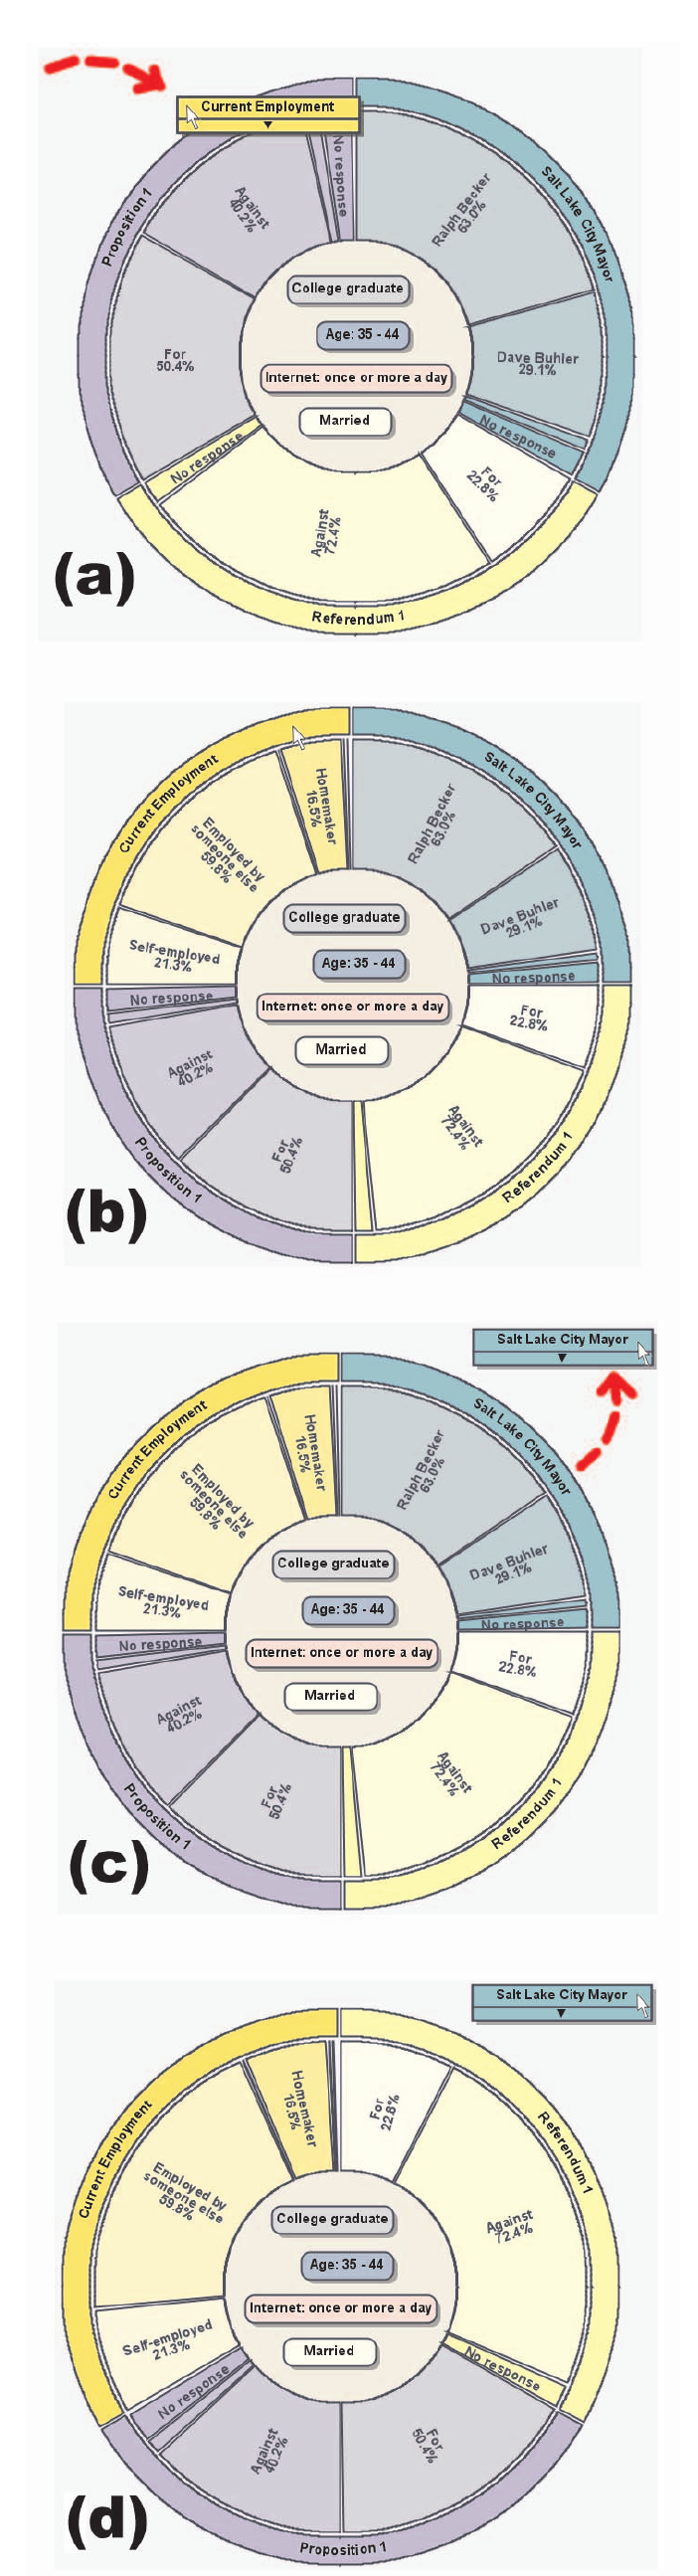 Current Employment
▼
Proposition 1
Salt Lake City Mayor
No response
Against
40.2%
Ralph Becker
63.0%
College graduate
Age: 35 - 44
For
50.4%
Dave Buhler
29.1%
Internet: once or more a day
Married
No response
No response
For
22.8%
Against
72.4%
Referendum 1
(a)
Current Employment
Salt Lake City Mayor
Homemaker
16.5%
Employed by
someone else
59.8%
Ralph Becker
63.0%
College graduate
Dave Buhler
29.1%
Self-employed
21.3%
Age: 35 - 44
No response
No response
Internet: once or more a day
For
22.8%
Married
Against
40.2%
Against
72.4%
For
50.4%
Proposition 1
Referendum 1
(b)
Salt Lake City Mayor
▼
Current Employment
Salt Lake City Mayor
Homemaker
16.5%
Employed by
someone else
59.8%
Ralph Becker
63.0%
College graduate
Dave Buhler
29.1%
Self-employed
21.3%
Age: 35 - 44
No response
No response
Internet: once or more a day
For
22.8%
Married
Against
40.2%
Against
72.4%
For
50.4%
Proposition 1
Referendum 1
(c)
Salt Lake City Mayor
▼
Current Employment
Referendum 1
Homemaker
16.5%
For
22.8%
Employed by
someone else
59.8%
Against
72.4%
College graduate
Age: 35 - 44
Internet: once or more a day
Self-employed
21.3%
Married
No response
No response
Against
40.2%
For
50.4%
Proposition 1
(d)